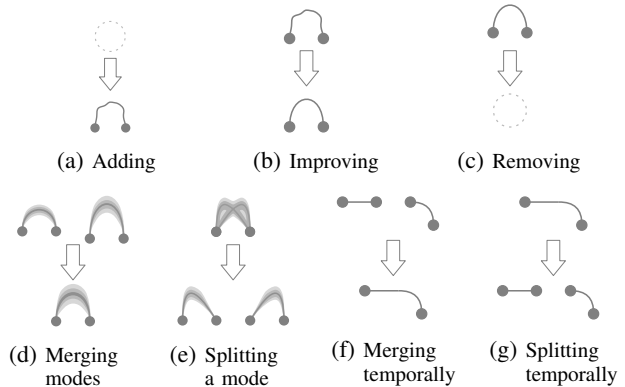 (a) Adding
(b) Improving
(c) Removing
(d) Merging
modes
(e) Splitting
a mode
(f) Merging
temporally
(g) Splitting
temporally